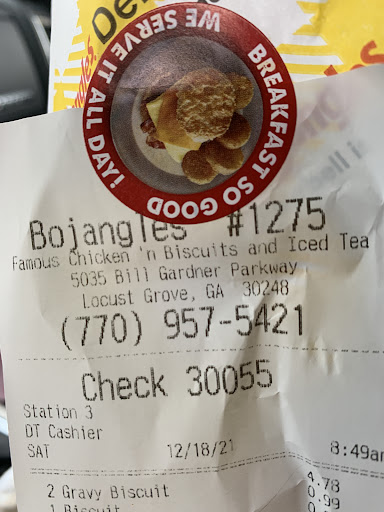 BREAKFAST SO GOOD
WE SERVE IT ALL DAY!
Bojangles #1275
Famous Chicken 'n Biscuits and Iced Tea
5035 Bill Gardner Parkway
Locust Grove, GA 30248
(770) 957-5421
Check 30055
Station 3
DT Cashier
SAT 12/18/21 8:49am
2 Gravy Biscuit 4.78
1 Biscuit 0.99